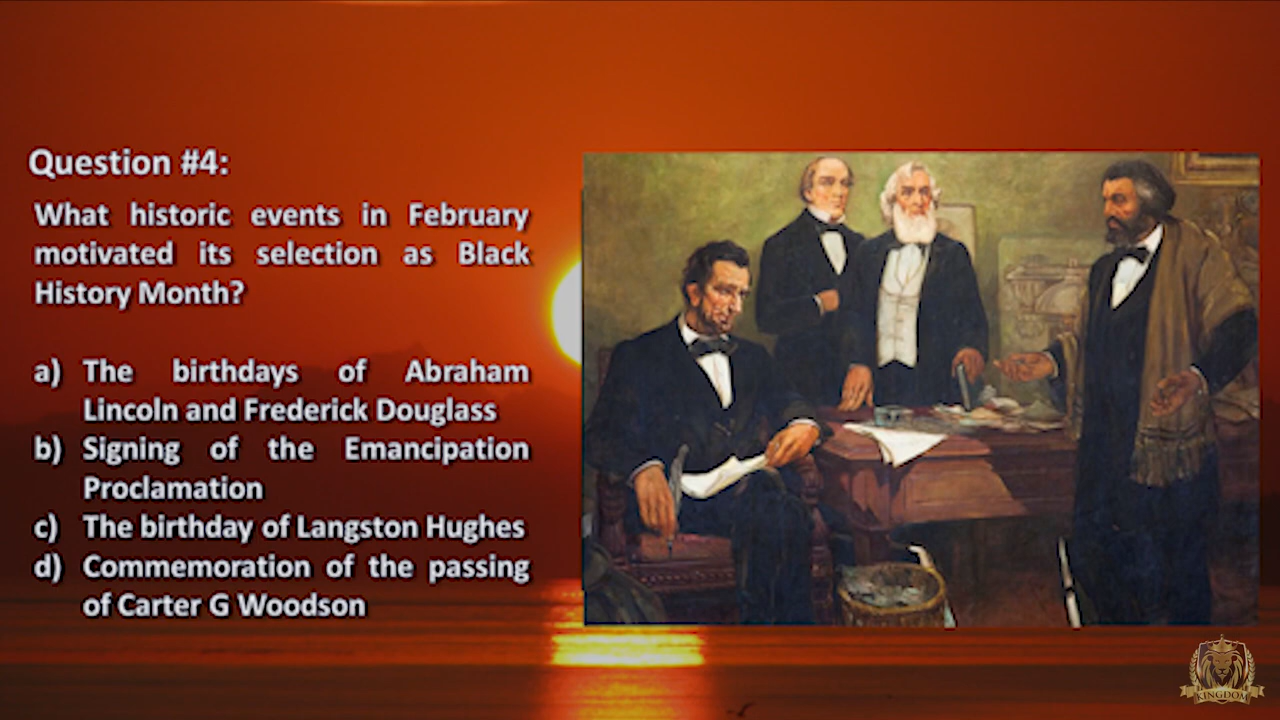 Question #4:
What historic events in February
motivated its selection as Black
History Month?
a) The birthdays of Abraham
Lincoln and Frederick Douglass
b) Signing of the Emancipation
Proclamation
c) The birthday of Langston Hughes
d) Commemoration of the passing
of Carter G Woodson
KINGDOM